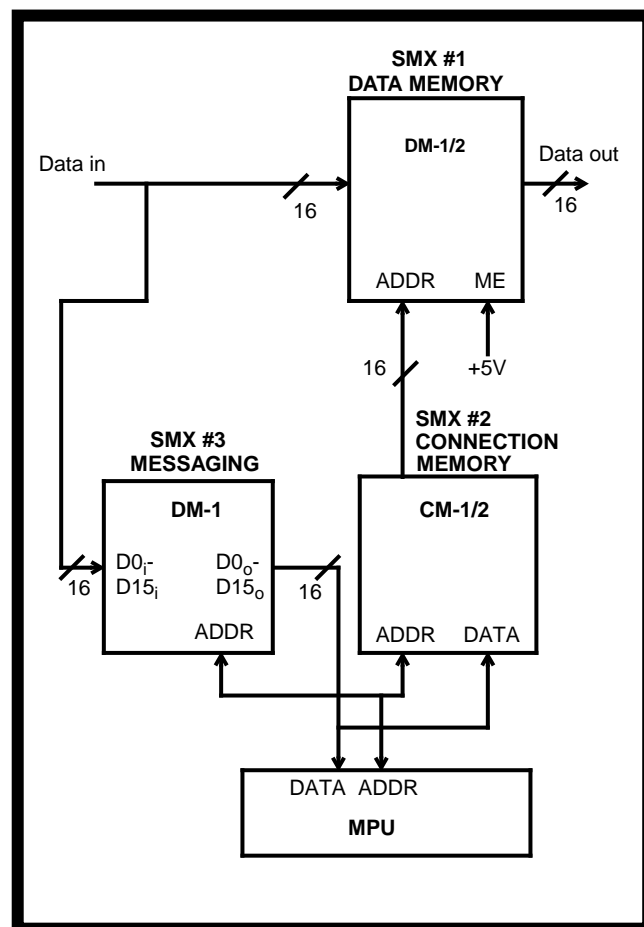 SMX #1
DATA MEMORY
DM-1/2
Data in
Data out
16
16
ADDR ME
16
+5V
SMX #2
CONNECTION
MEMORY
SMX #3
MESSAGING
DM-1
CM-1/2
D0i- D0o-
D15i D15o
16
16
ADDR
ADDR DATA
DATA ADDR
MPU